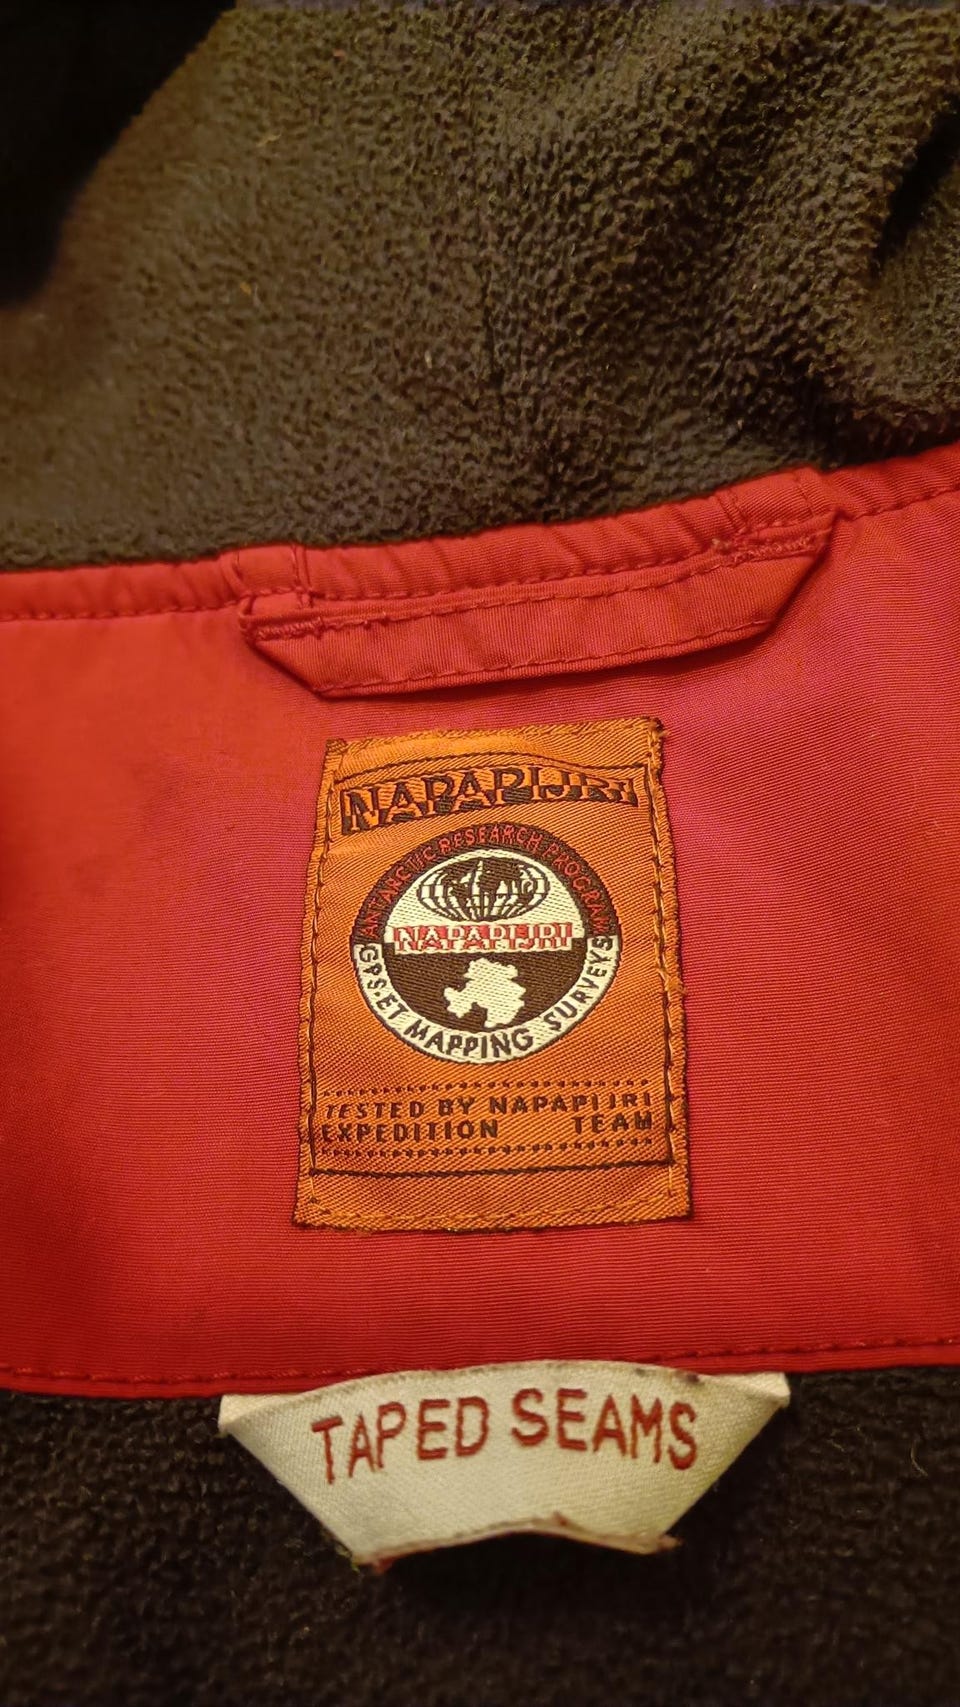 NAPAPIJRI
ANTARCTIC RESEARCH PROGRAM
NAPAPIJRI
GPS·ET MAPPING SURVEYS
TESTED BY NAPAPIJRI
EXPEDITION TEAM
TAPED SEAMS